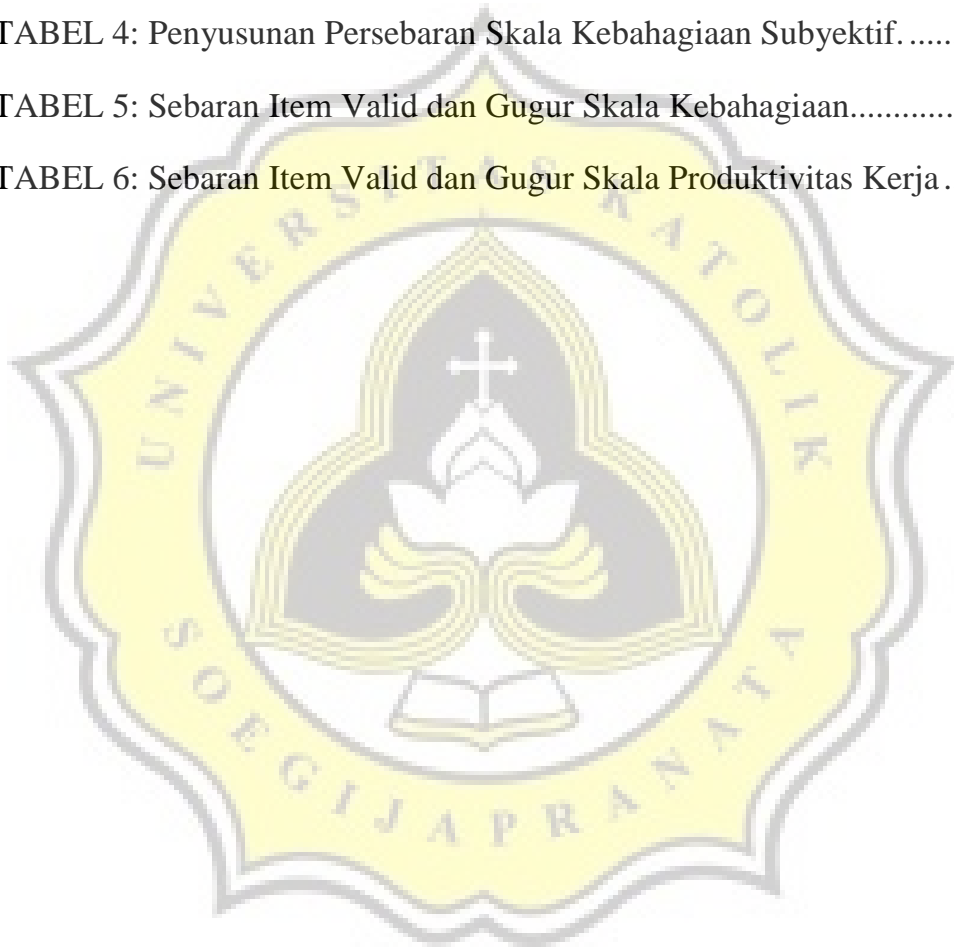 TABEL 4: Penyusunan Persebaran Skala Kebahagiaan Subyektif. .....
TABEL 5: Sebaran Item Valid dan Gugur Skala Kebahagiaan............
TABEL 6: Sebaran Item Valid dan Gugur Skala Produktivitas Kerja .
UNIVERSITAS KATOLIK
SOEGIJAPRANATA